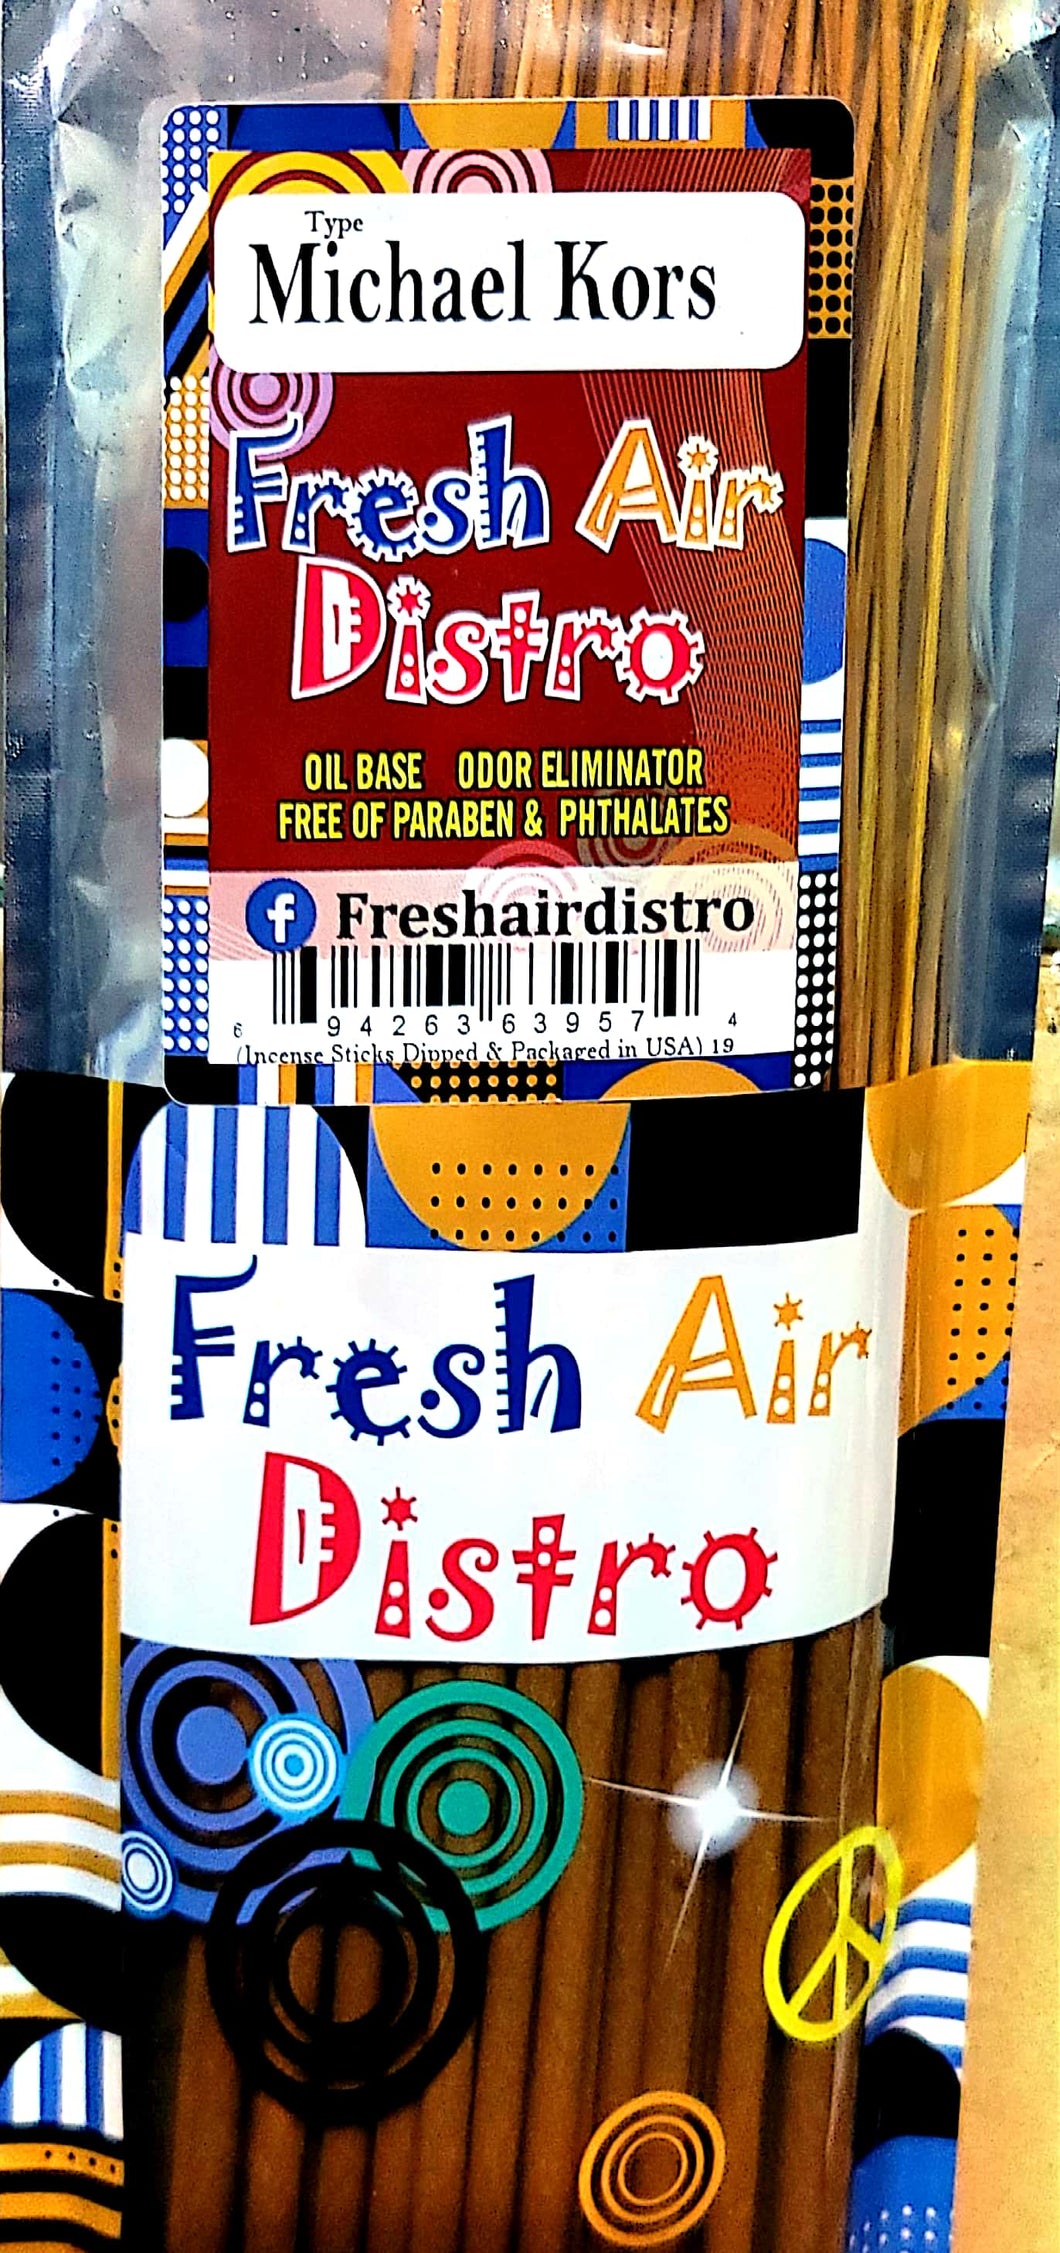 Type
Michael Kors
Fresh Air
Distro
OIL BASE ODOR ELIMINATOR
FREE OF PARABEN & PHTHALATES
f Freshairdistro
6 94263 63957 4
(Incense Sticks Dipped & Packaged in USA) 19
Fresh Air
Distro